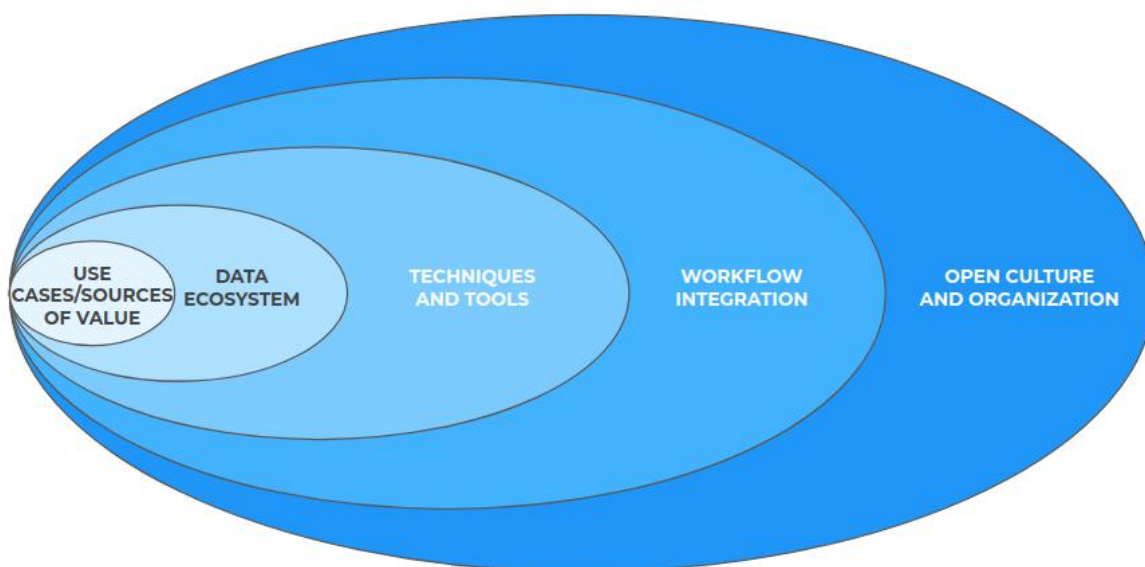 USE
CASES/SOURCES
OF VALUE
DATA
ECOSYSTEM
TECHNIQUES
AND TOOLS
WORKFLOW
INTEGRATION
OPEN CULTURE
AND ORGANIZATION